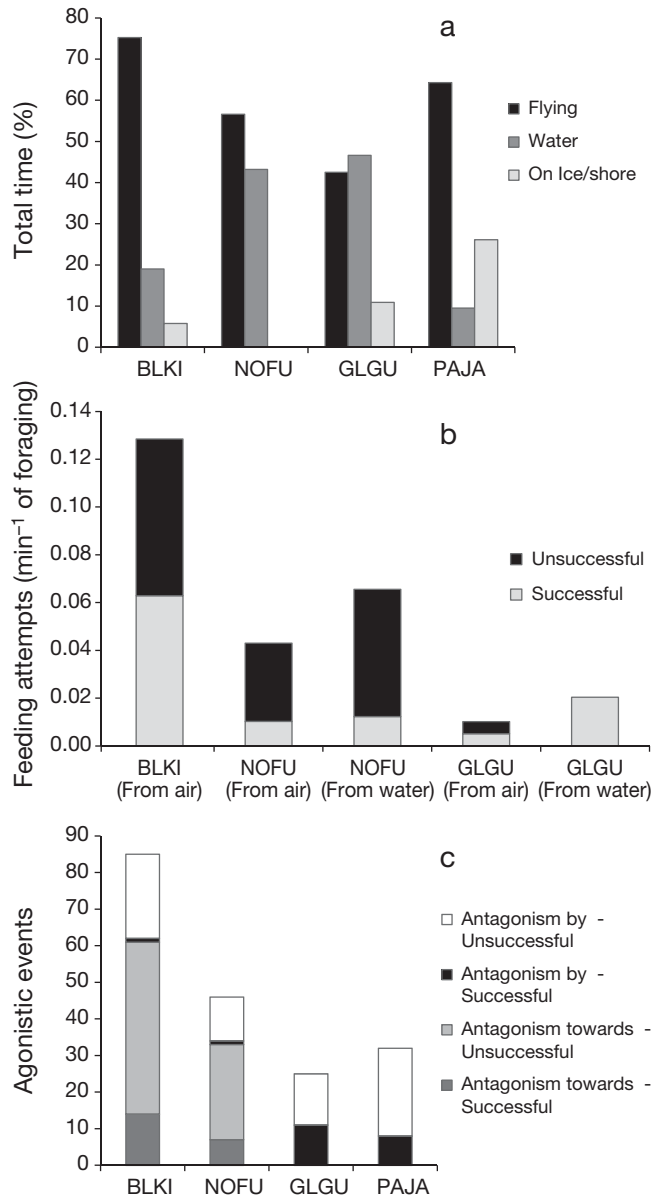 a
80
70
60
50
40
30
20
10
0
Total time (%)
Flying
Water
On Ice/shore
BLKI NOFU GLGU PAJA
b
0.14
0.12
0.10
0.08
0.06
0.04
0.02
0.00
Feeding attempts (min⁻¹ of foraging)
Unsuccessful
Successful
BLKI NOFU NOFU GLGU GLGU
(From air) (From air) (From water) (From air) (From water)
c
90
80
70
60
50
40
30
20
10
0
Agonistic events
Antagonism by -
Unsuccessful
Antagonism by -
Successful
Antagonism towards -
Unsuccessful
Antagonism towards -
Successful
BLKI NOFU GLGU PAJA